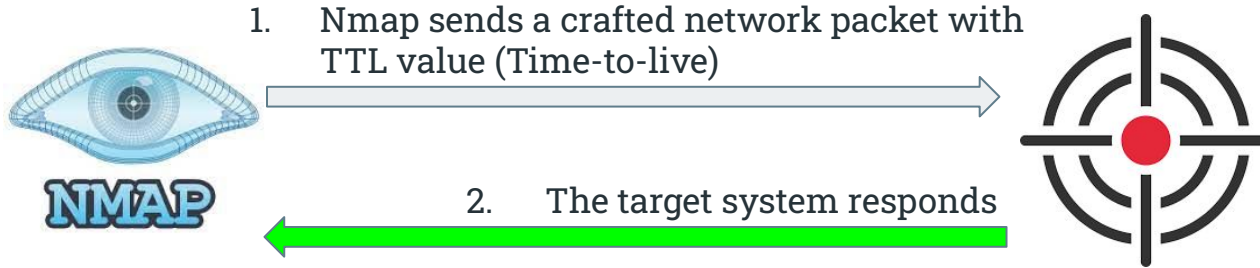 1. Nmap sends a crafted network packet with
TTL value (Time-to-live)
NMAP
2. The target system responds